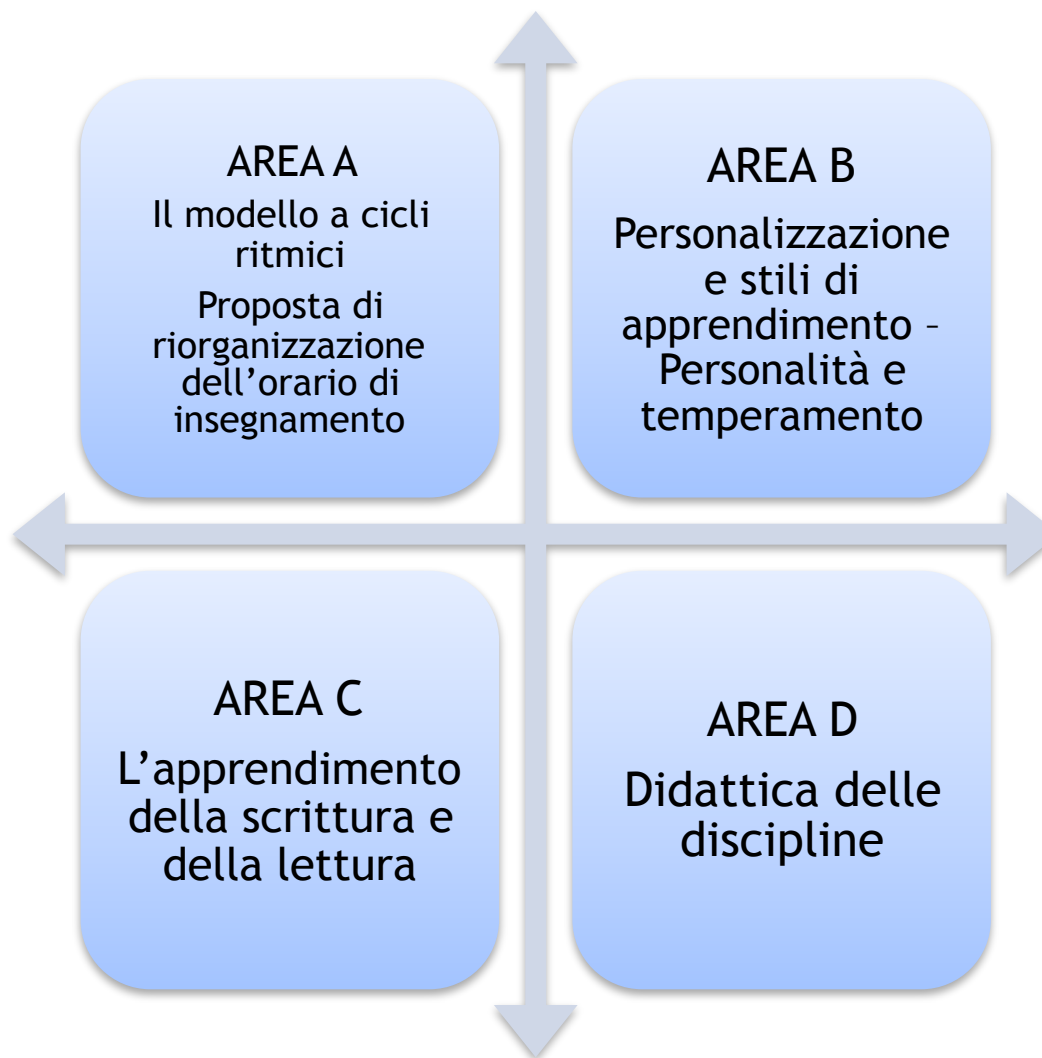 AREA A
Il modello a cicli
ritmici
Proposta di
riorganizzazione
dell’orario di
insegnamento
AREA B
Personalizzazione
e stili di
apprendimento –
Personalità e
temperamento
AREA C
L’apprendimento
della scrittura e
della lettura
AREA D
Didattica delle
discipline